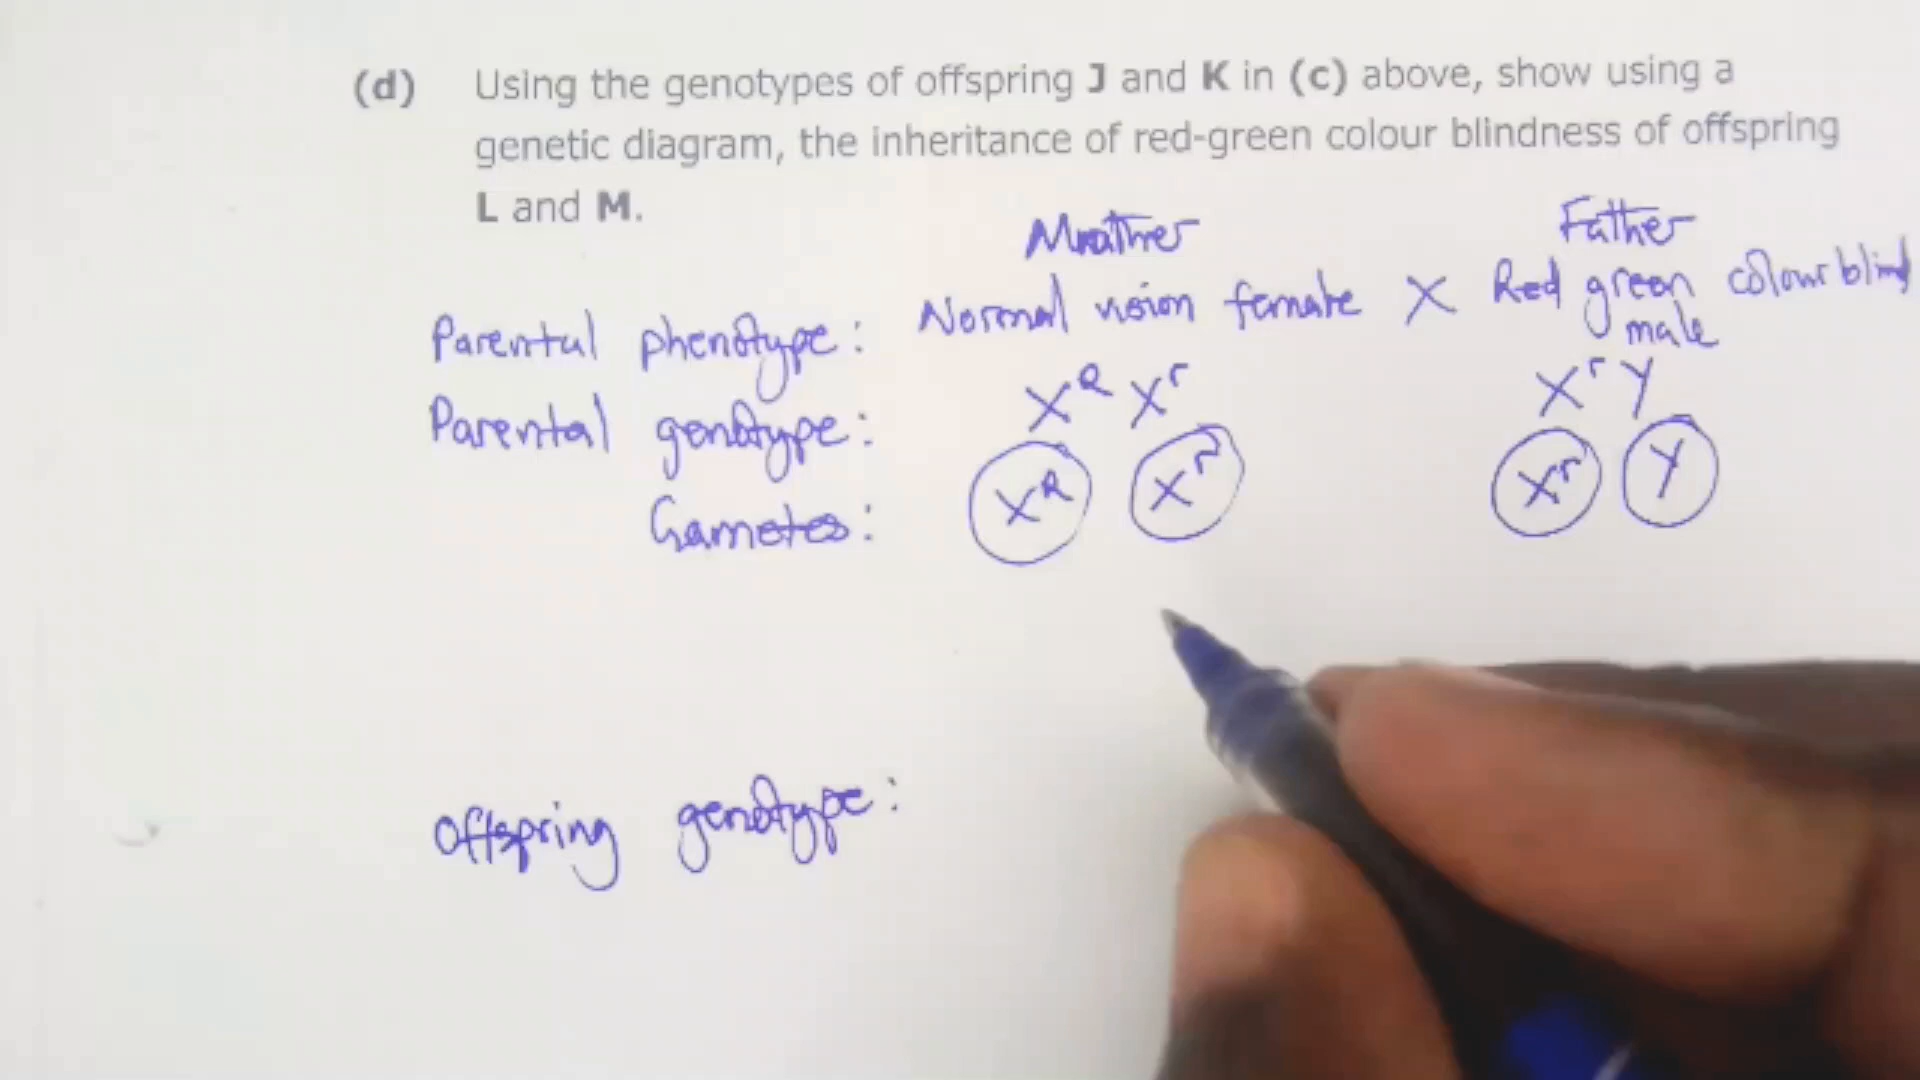 (d) Using the genotypes of offspring J and K in (c) above, show using a
genetic diagram, the inheritance of red-green colour blindness of offspring
L and M.
Mother Father
Parental phenotype: Normal vision female X Red green colour blind
male
Parental genotype: X^R X^r X^r Y
Gametes: X^R X^r X^r Y
Offspring genotype: